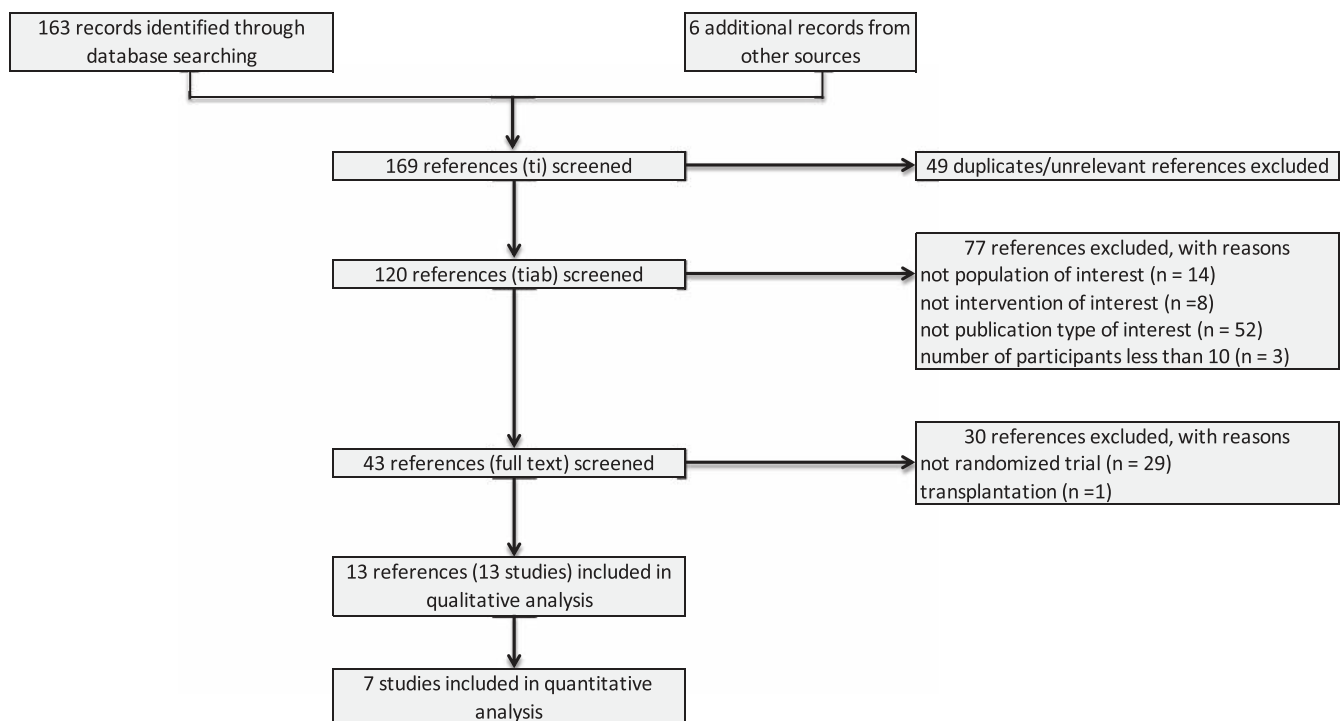 163 records identified through
database searching
6 additional records from
other sources
169 references (ti) screened
49 duplicates/unrelevant references excluded
120 references (tiab) screened
77 references excluded, with reasons
not population of interest (n = 14)
not intervention of interest (n =8)
not publication type of interest (n = 52)
number of participants less than 10 (n = 3)
43 references (full text) screened
30 references excluded, with reasons
not randomized trial (n = 29)
transplantation (n =1)
13 references (13 studies) included in
qualitative analysis
7 studies included in quantitative
analysis